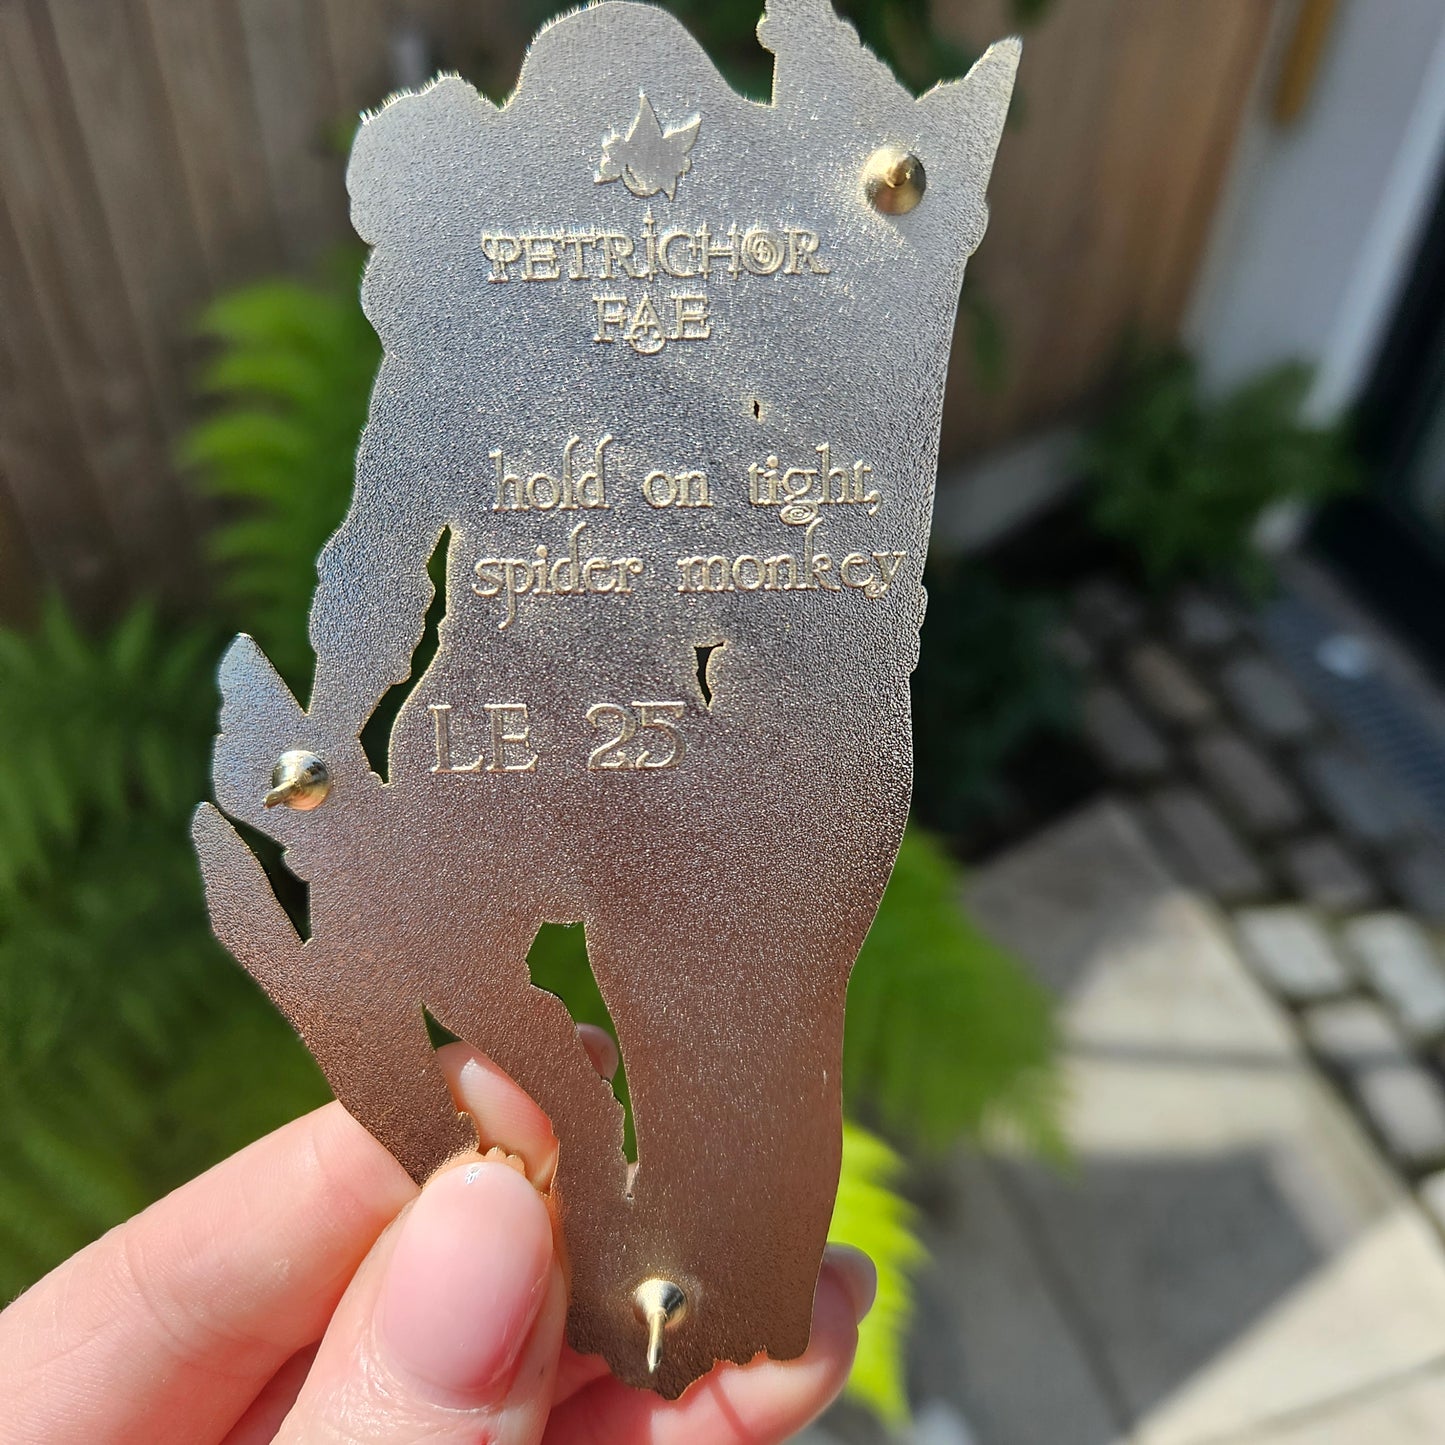 PETRICHOR
FAE
hold on tight,
spider monkey
LE 25